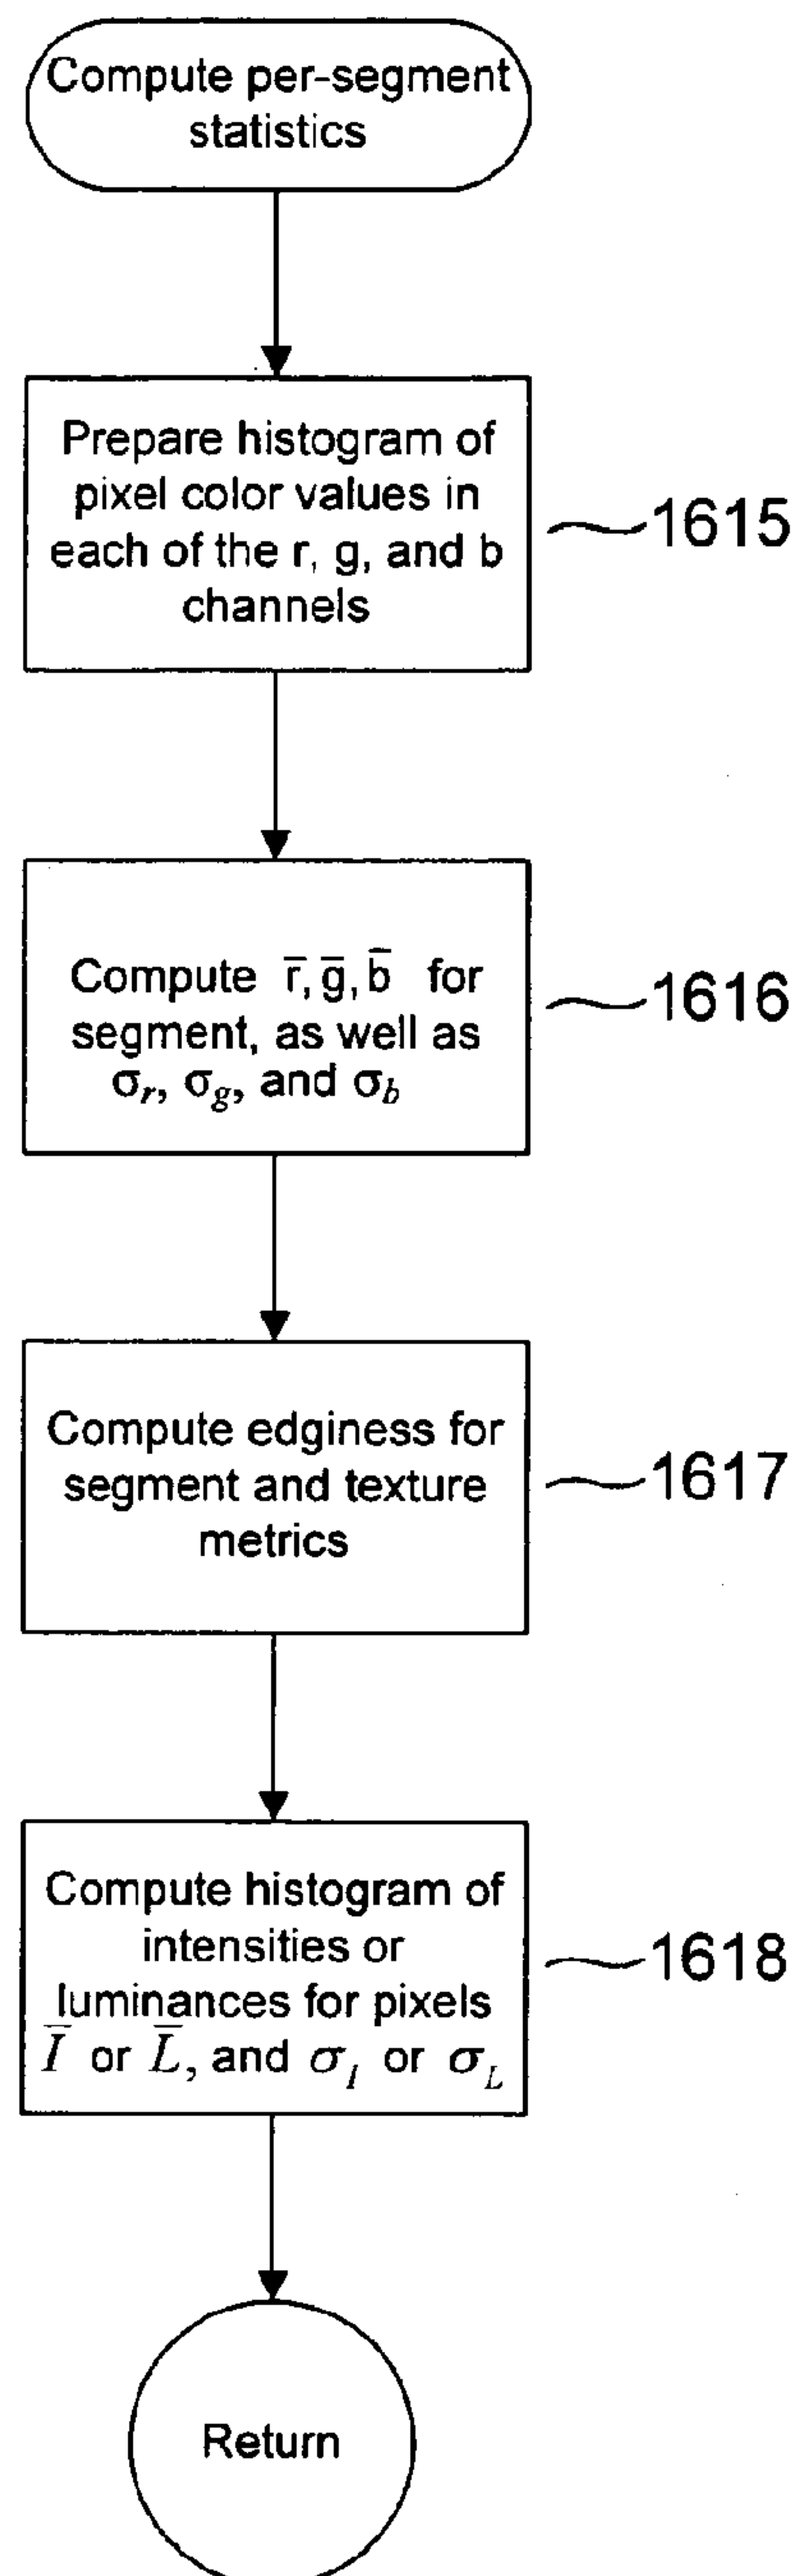 Compute per-segment
statistics
Prepare histogram of
pixel color values in
each of the r, g, and b
channels
1615
Compute r̅, g̅, b̅ for
segment, as well as
σr, σg, and σb
1616
Compute edginess for
segment and texture
metrics
1617
Compute histogram of
intensities or
luminances for pixels
I̅ or L̅, and σI or σL
1618
Return